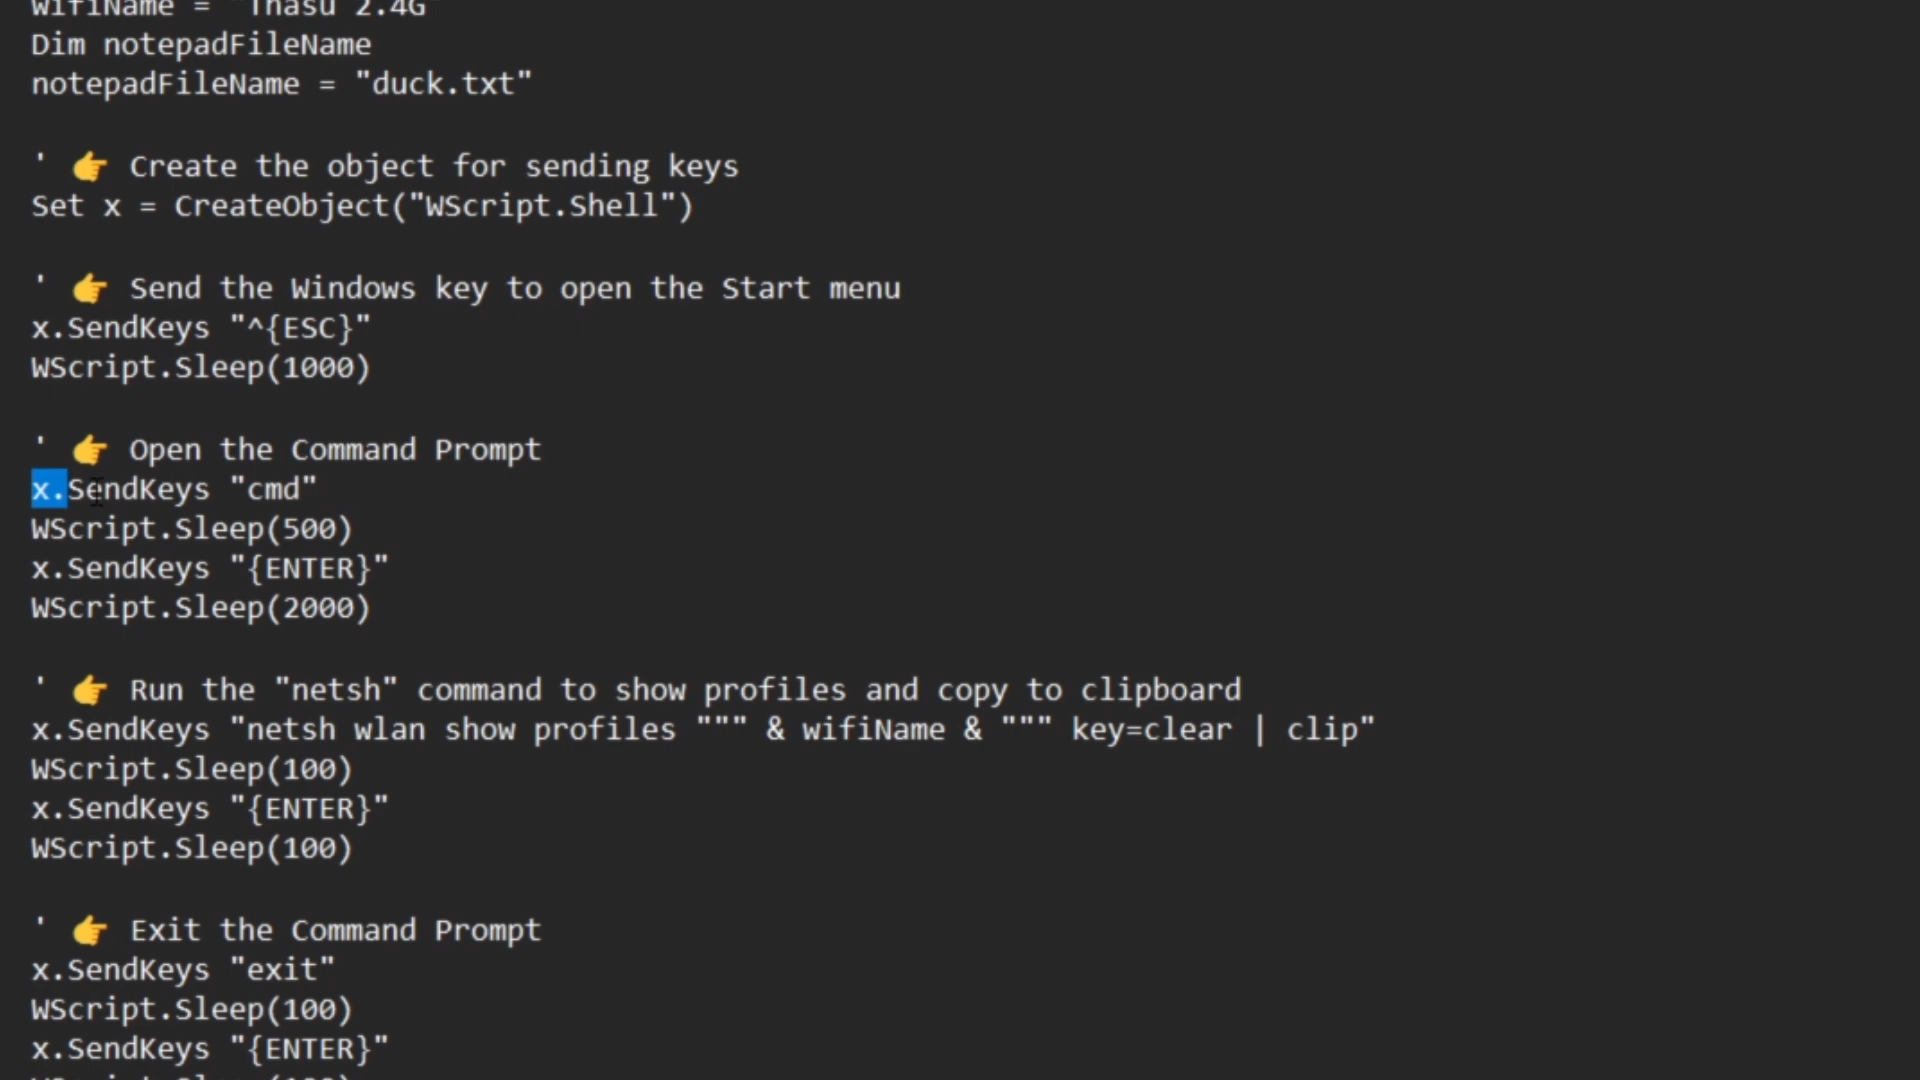 wifiName = "Thasu 2.4G"
Dim notepadFileName
notepadFileName = "duck.txt"
' 👉 Create the object for sending keys
Set x = CreateObject("WScript.Shell")
' 👉 Send the Windows key to open the Start menu
x.SendKeys "^{ESC}"
WScript.Sleep(1000)
' 👉 Open the Command Prompt
x.SendKeys "cmd"
WScript.Sleep(500)
x.SendKeys "{ENTER}"
WScript.Sleep(2000)
' 👉 Run the "netsh" command to show profiles and copy to clipboard
x.SendKeys "netsh wlan show profiles """ & wifiName & """ key=clear | clip"
WScript.Sleep(100)
x.SendKeys "{ENTER}"
WScript.Sleep(100)
' 👉 Exit the Command Prompt
x.SendKeys "exit"
WScript.Sleep(100)
x.SendKeys "{ENTER}"